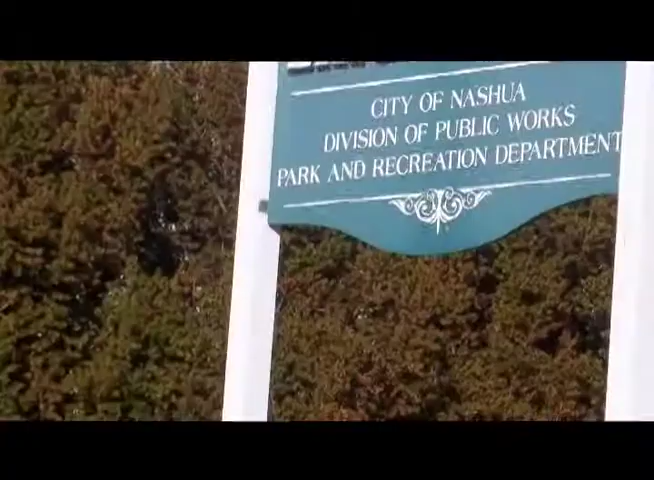 CITY OF NASHUA
DIVISION OF PUBLIC WORKS
PARK AND RECREATION DEPARTMENT